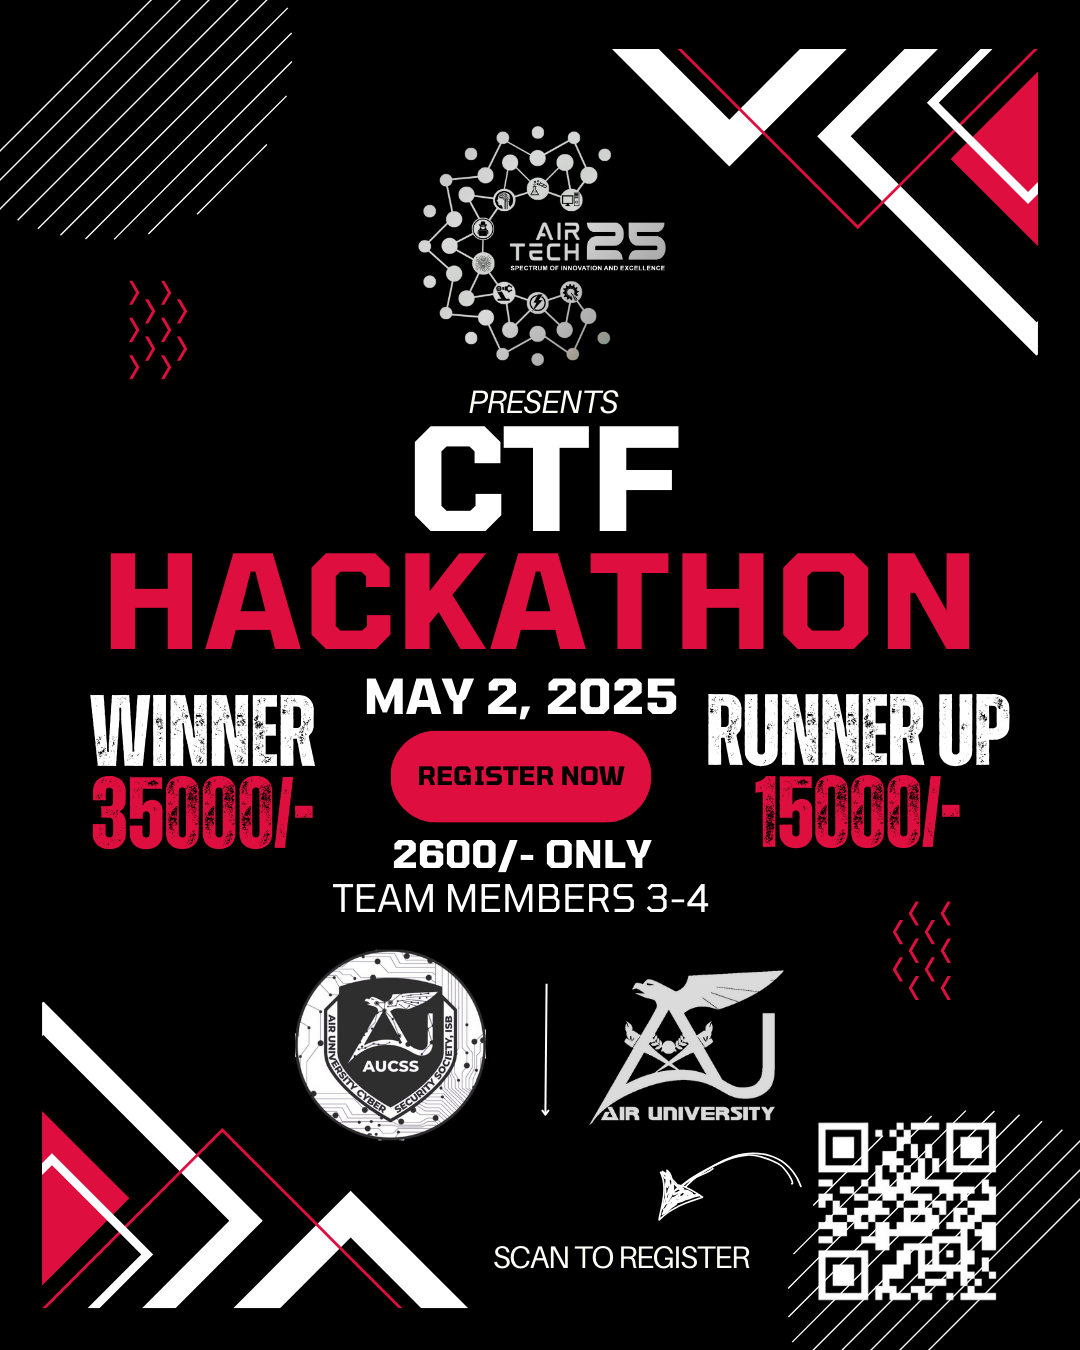 AIR
TECH 25
SPECTRUM OF INNOVATION AND EXCELLENCE
PRESENTS
CTF
HACKATHON
MAY 2, 2025
WINNER
35000/-
REGISTER NOW
RUNNER UP
15000/-
2600/- ONLY
TEAM MEMBERS 3-4
AUCSS
AIR UNIVERSITY CYBER SECURITY SOCIETY, ISB
AIR UNIVERSITY
SCAN TO REGISTER